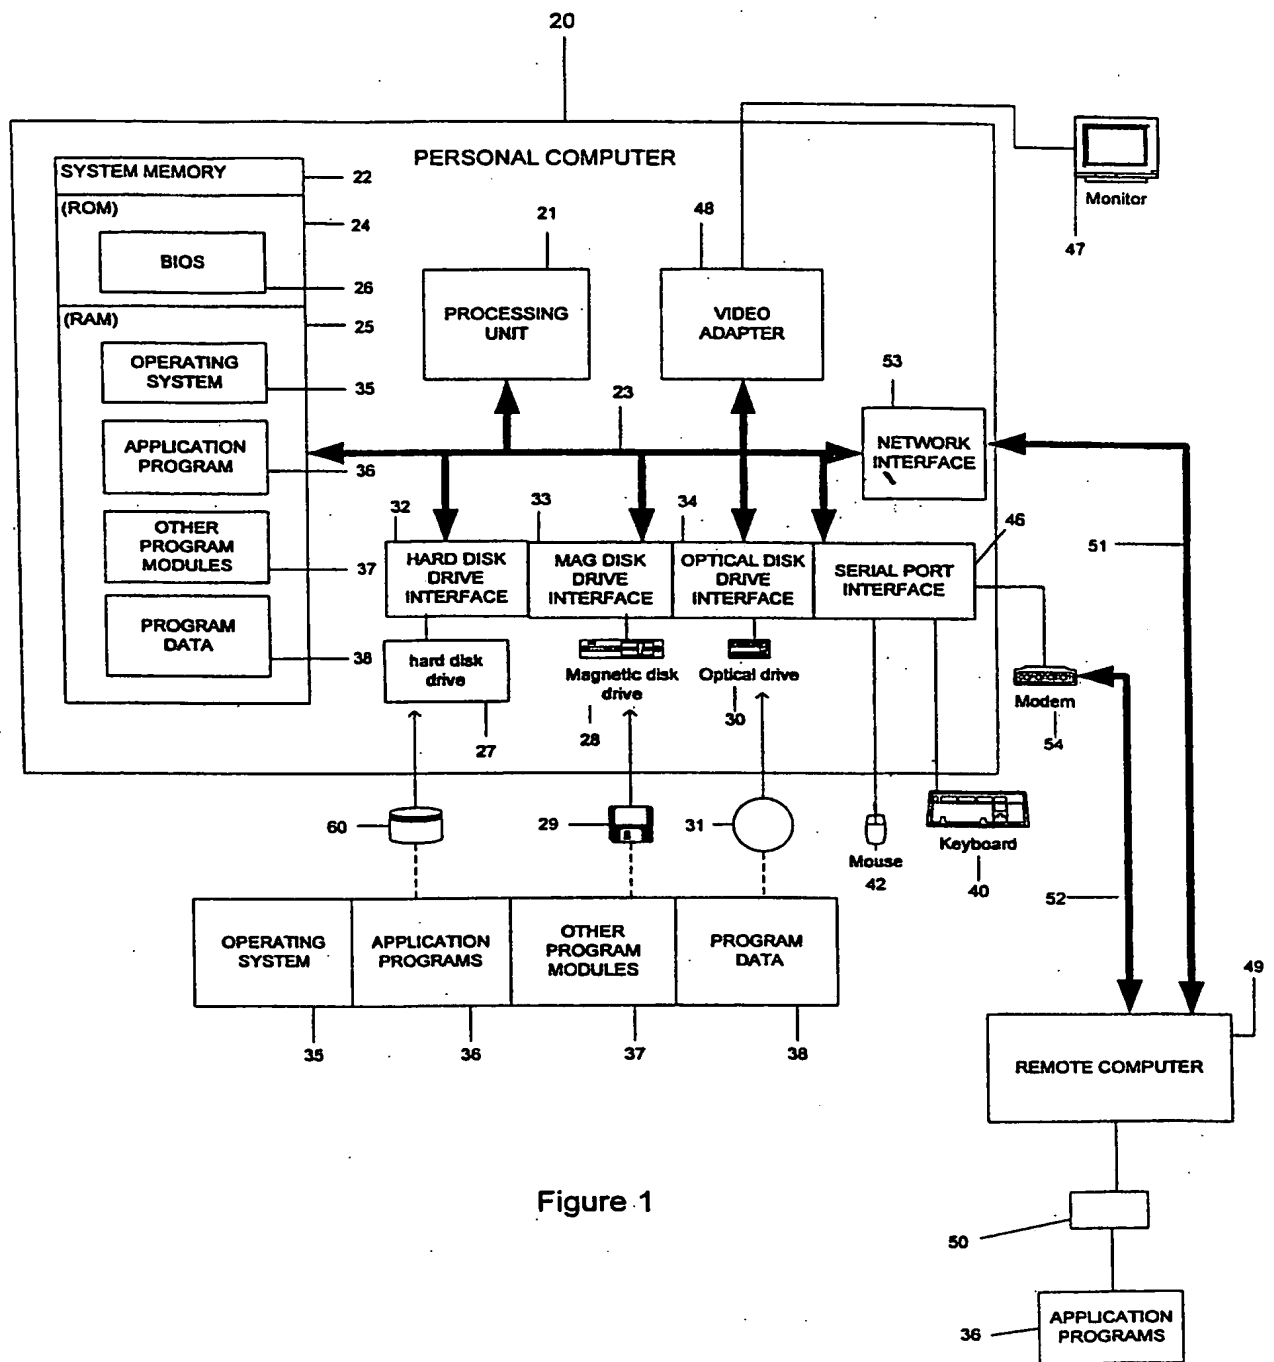 20
PERSONAL COMPUTER
SYSTEM MEMORY
22
(ROM)
24
BIOS
26
(RAM)
25
OPERATING
SYSTEM
35
APPLICATION
PROGRAM
36
OTHER
PROGRAM
MODULES
37
PROGRAM
DATA
38
21
PROCESSING
UNIT
48
VIDEO
ADAPTER
Monitor
47
23
53
NETWORK
INTERFACE
32
HARD DISK
DRIVE
INTERFACE
33
MAG DISK
DRIVE
INTERFACE
34
OPTICAL DISK
DRIVE
INTERFACE
46
SERIAL PORT
INTERFACE
51
hard disk
drive
27
Magnetic disk
drive
28
Optical drive
30
Modem
54
60
29
31
Mouse
42
Keyboard
40
52
OPERATING
SYSTEM
APPLICATION
PROGRAMS
OTHER
PROGRAM
MODULES
PROGRAM
DATA
35
36
37
38
49
REMOTE COMPUTER
50
36
APPLICATION
PROGRAMS
Figure 1